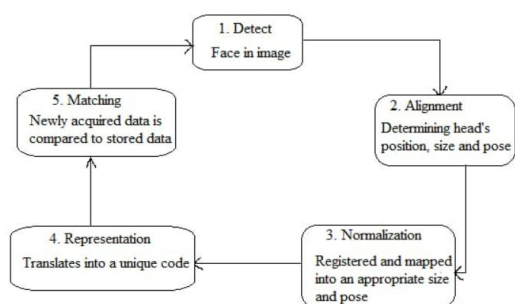 1. Detect
Face in image
2. Alignment
Determining head's
position, size and pose
3. Normalization
Registered and mapped
into an appropriate size
and pose
4. Representation
Translates into a unique code
5. Matching
Newly acquired data is
compared to stored data